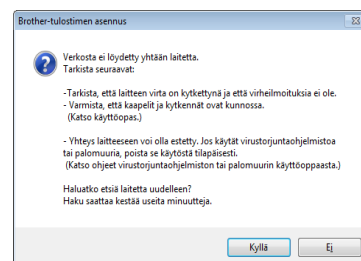 Brother-tulostimen asennus
Verkosta ei löydetty yhtään laitetta.
Tarkista seuraavat:
-Tarkista, että laitteen virta on kytkettynä ja että virheilmoituksia ei ole.
- Varmista, että kaapelit ja kytkennät ovat kunnossa.
(Katso käyttöopas.)
- Yhteys laitteeseen voi olla estetty. Jos käytät virustorjuntaohjelmistoa
tai palomuuria, poista se käytöstä tilapäisesti.
(Katso ohjeet virustorjuntaohjelmiston tai palomuurin käyttöoppaasta.)
Haluatko etsiä laitetta uudelleen?
Haku saattaa kestää useita minuutteja.
Kyllä
Ei